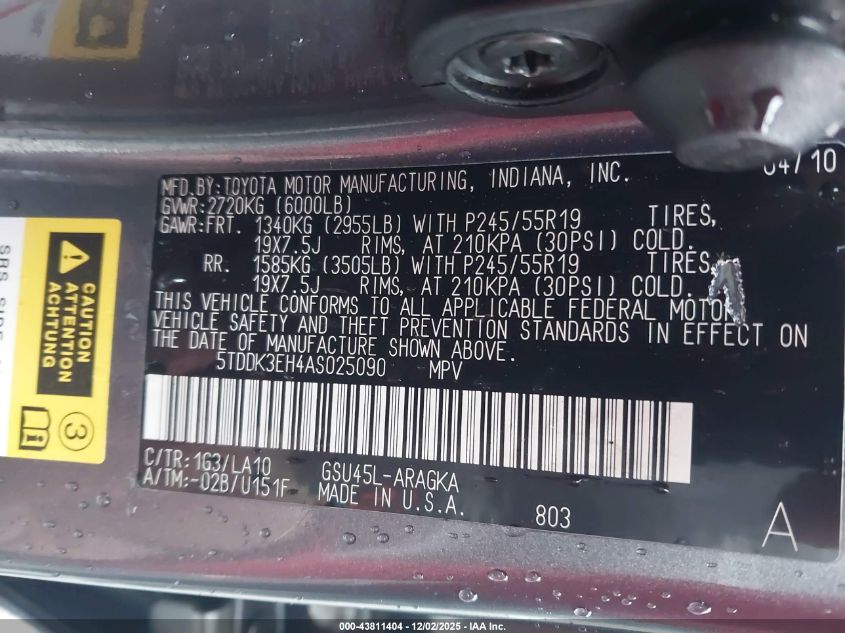 04/10
MFD.BY:TOYOTA MOTOR MANUFACTURING, INDIANA, INC.
GVWR:2720KG (6000LB)
GAWR:FRT. 1340KG (2955LB) WITH P245/55R19 TIRES,
19X7.5J RIMS, AT 210KPA (30PSI) COLD.
RR. 1585KG (3505LB) WITH P245/55R19 TIRES,
19X7.5J RIMS, AT 210KPA (30PSI) COLD.
THIS VEHICLE CONFORMS TO ALL APPLICABLE FEDERAL MOTOR
VEHICLE SAFETY AND THEFT PREVENTION STANDARDS IN EFFECT ON
THE DATE OF MANUFACTURE SHOWN ABOVE.
5TDDK3EH4AS025090 MPV
C/TR:1G3/LA10 GSU45L-ARAGKA
A/TM:-02B/U151F MADE IN U.S.A. 803
A
CAUTION
ATTENTION
ACHTUNG
3
SRS SIDE
000-43811404 - 12/02/2025 - IAA Inc.